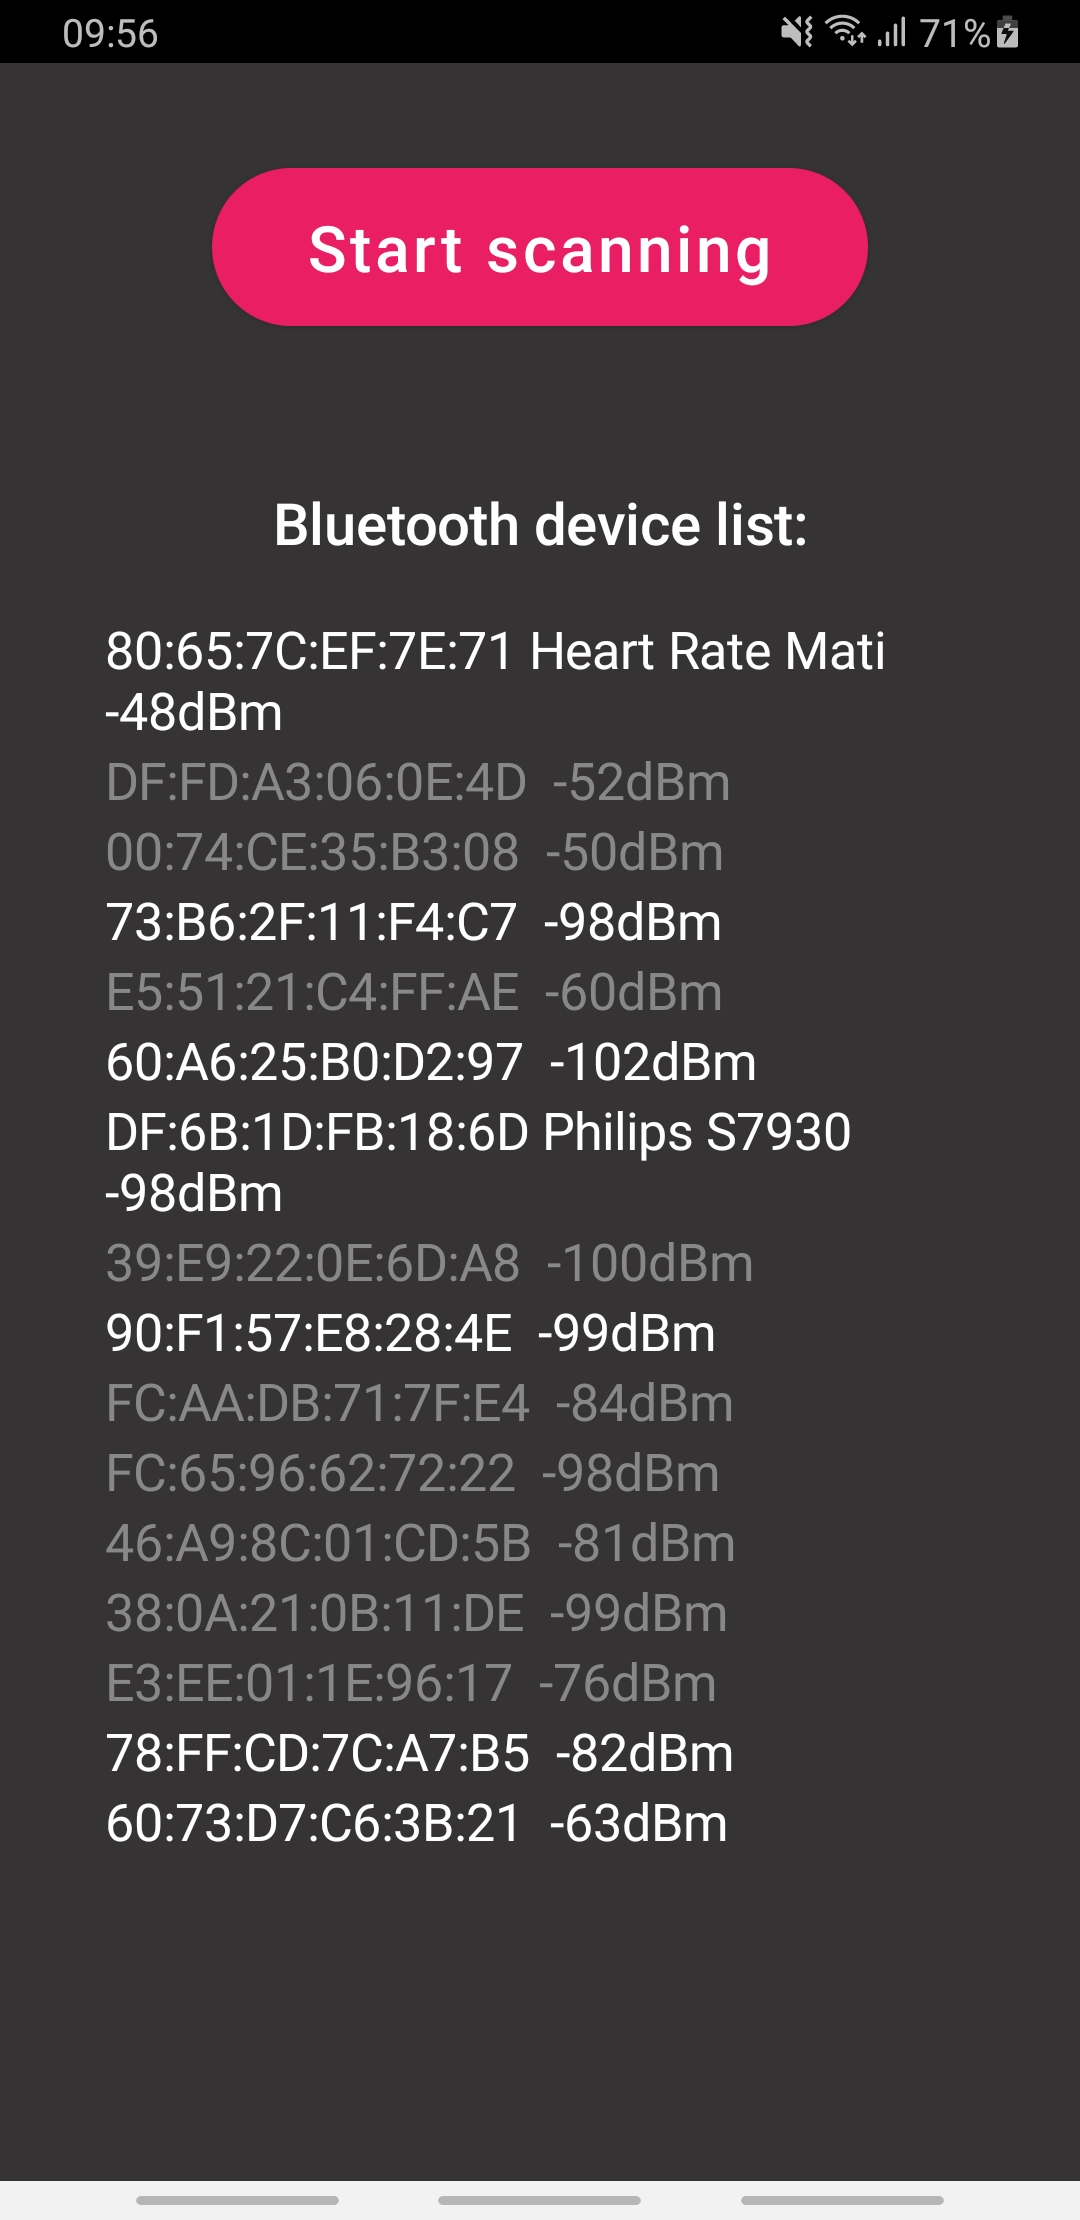 09:56 71%
Start scanning
Bluetooth device list:
80:65:7C:EF:7E:71 Heart Rate Mati
-48dBm
DF:FD:A3:06:0E:4D -52dBm
00:74:CE:35:B3:08 -50dBm
73:B6:2F:11:F4:C7 -98dBm
E5:51:21:C4:FF:AE -60dBm
60:A6:25:B0:D2:97 -102dBm
DF:6B:1D:FB:18:6D Philips S7930
-98dBm
39:E9:22:0E:6D:A8 -100dBm
90:F1:57:E8:28:4E -99dBm
FC:AA:DB:71:7F:E4 -84dBm
FC:65:96:62:72:22 -98dBm
46:A9:8C:01:CD:5B -81dBm
38:0A:21:0B:11:DE -99dBm
E3:EE:01:1E:96:17 -76dBm
78:FF:CD:7C:A7:B5 -82dBm
60:73:D7:C6:3B:21 -63dBm